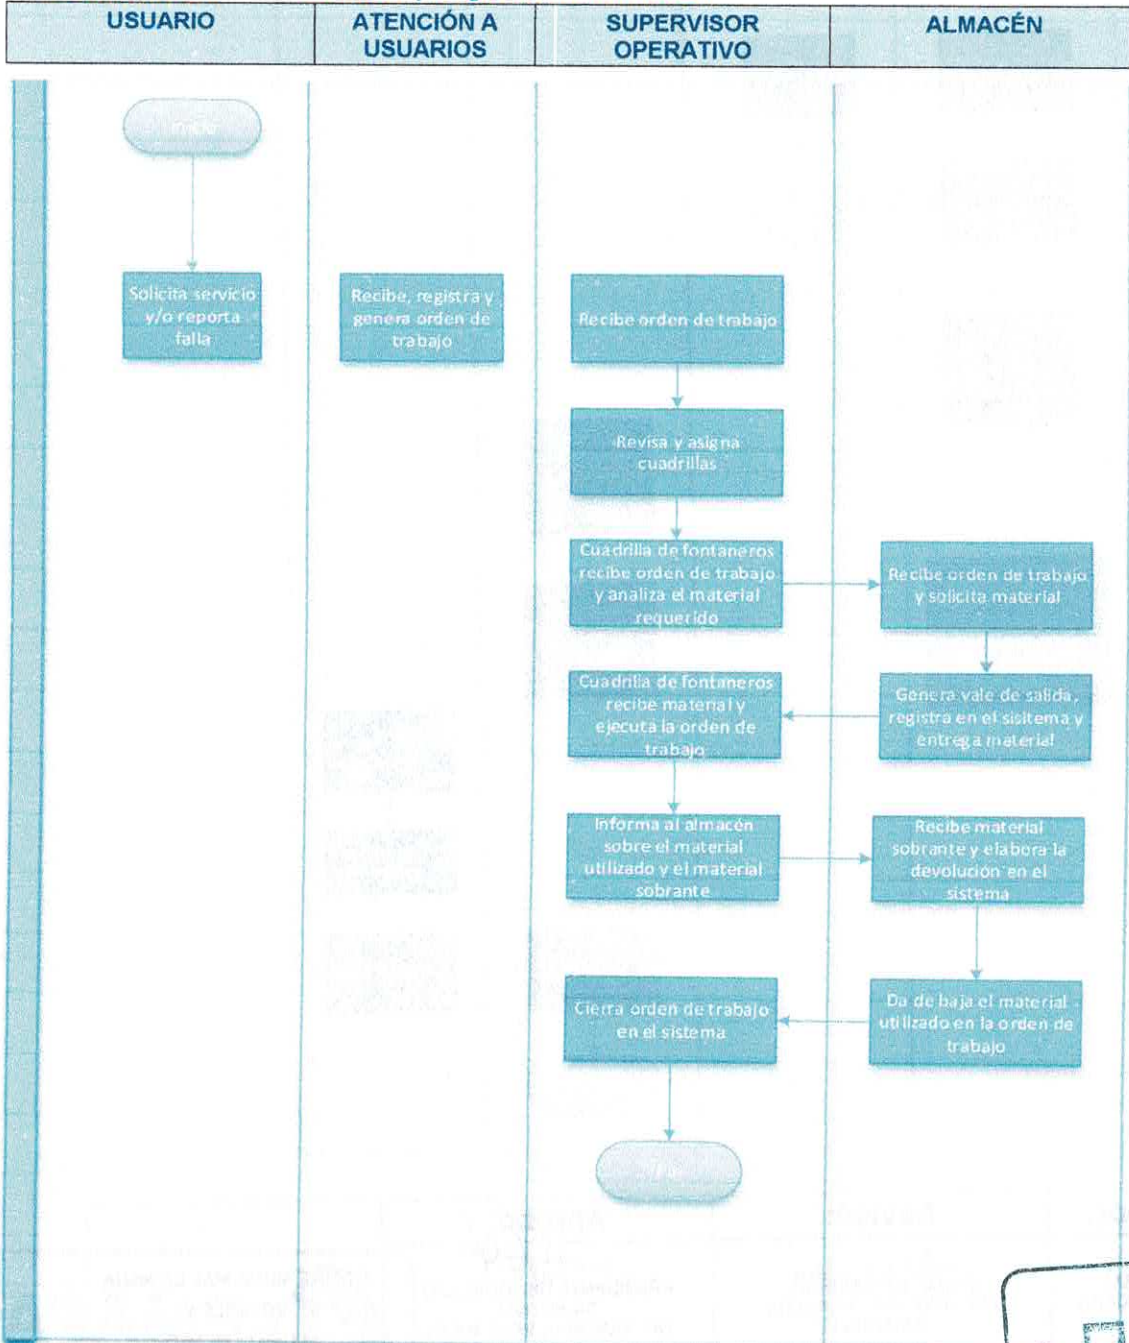 USUARIO
ATENCIÓN A
USUARIOS
SUPERVISOR
OPERATIVO
ALMACÉN
Inicio
Solicita servicio
y/o reporta
falla
Recibe, registra y
genera orden de
trabajo
Recibe orden de trabajo
Revisa y asigna
cuadrillas
Cuadrilla de fontaneros
recibe orden de trabajo
y analiza el material
requerido
Recibe orden de trabajo
y solicita material
Cuadrilla de fontaneros
recibe material y
ejecuta la orden de
trabajo
Genera vale de salida,
registra en el sisitema y
entrega material
Informa al almacén
sobre el material
utilizado y el material
sobrante
Recibe material
sobrante y elabora la
devolución en el
sistema
Cierra orden de trabajo
en el sistema
Da de baja el material
utilizado en la orden de
trabajo